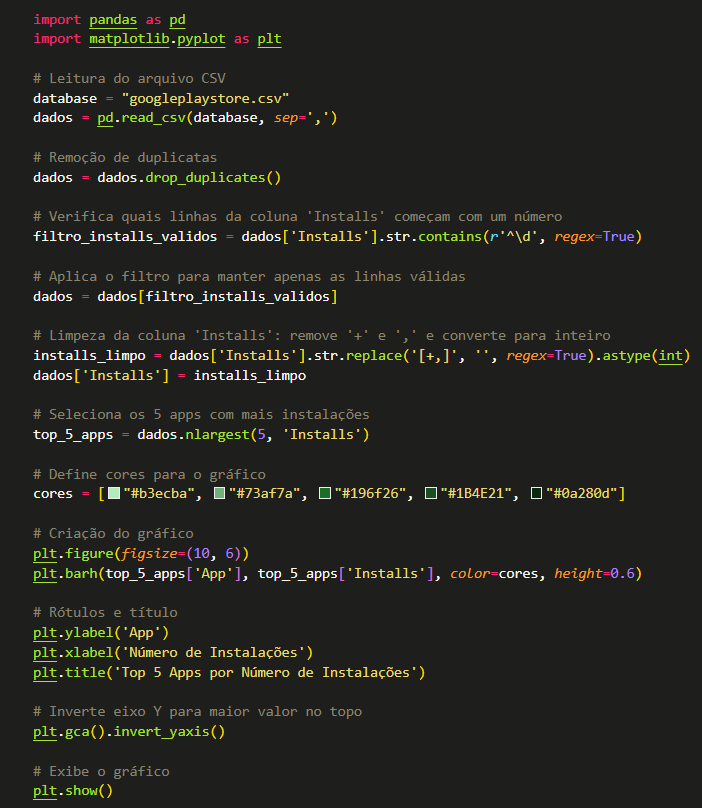 import pandas as pd
import matplotlib.pyplot as plt
# Leitura do arquivo CSV
database = "googleplaystore.csv"
dados = pd.read_csv(database, sep=',')
# Remoção de duplicatas
dados = dados.drop_duplicates()
# Verifica quais linhas da coluna 'Installs' começam com um número
filtro_installs_validos = dados['Installs'].str.contains(r'^\d', regex=True)
# Aplica o filtro para manter apenas as linhas válidas
dados = dados[filtro_installs_validos]
# Limpeza da coluna 'Installs': remove '+' e ',' e converte para inteiro
installs_limpo = dados['Installs'].str.replace('[+,]', '', regex=True).astype(int)
dados['Installs'] = installs_limpo
# Seleciona os 5 apps com mais instalações
top_5_apps = dados.nlargest(5, 'Installs')
# Define cores para o gráfico
cores = ["#b3ecba", "#73af7a", "#196f26", "#1B4E21", "#0a280d"]
# Criação do gráfico
plt.figure(figsize=(10, 6))
plt.barh(top_5_apps['App'], top_5_apps['Installs'], color=cores, height=0.6)
# Rótulos e título
plt.ylabel('App')
plt.xlabel('Número de Instalações')
plt.title('Top 5 Apps por Número de Instalações')
# Inverte eixo Y para maior valor no topo
plt.gca().invert_yaxis()
# Exibe o gráfico
plt.show()